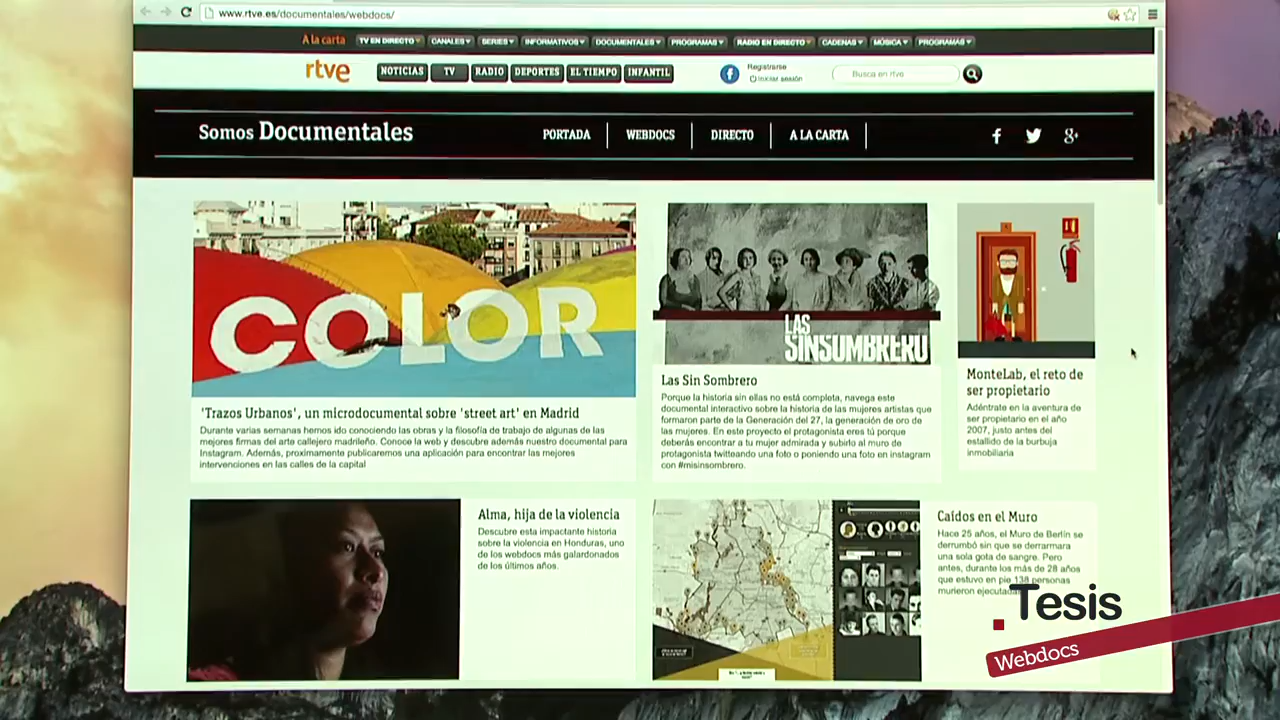 www.rtve.es/documentales/webdocs/
A la carta TV EN DIRECTO CANALES SERIES INFORMATIVOS DOCUMENTALES PROGRAMAS RADIO EN DIRECTO CADENAS MÚSICA PROGRAMAS
rtve NOTICIAS TV RADIO DEPORTES EL TIEMPO INFANTIL
Registrarse
Iniciar sesión
Busca en rtve
Somos Documentales PORTADA WEBDOCS DIRECTO A LA CARTA
COLOR
LAS
SINSOMBRERO
'Trazos Urbanos', un microdocumental sobre 'street art' en Madrid
Durante varias semanas hemos ido conociendo las obras y la filosofía de trabajo de algunas de las
mejores firmas del arte callejero madrileño. Conoce la web y descubre además nuestro documental para
Instagram. Además, proximamente publicaremos una aplicación para encontrar las mejores
intervenciones en las calles de la capital
Las Sin Sombrero
Porque la historia sin ellas no está completa, navega este
documental interactivo sobre la historia de las mujeres artistas que
formaron parte de la Generación del 27, la generación de oro de
las mujeres. En este proyecto el protagonista eres tú porque
deberás encontrar a tu mujer admirada y subirlo al muro de
protagonista twitteando una foto o poniendo una foto en instagram
con #misinsombrero.
MonteLab, el reto de
ser propietario
Adéntrate en la aventura de
ser propietario en el año
2007, justo antes del
estallido de la burbuja
inmobiliaria
Alma, hija de la violencia
Descubre esta impactante historia
sobre la violencia en Honduras, uno
de los webdocs más galardonados
de los últimos años.
Caídos en el Muro
Hace 25 años, el Muro de Berlín se
derrumbó sin que se derramara
una sola gota de sangre. Pero
antes, durante los más de 28 años
que estuvo en pie 138 personas
murieron ejecutada
.Tesis
Webdocs